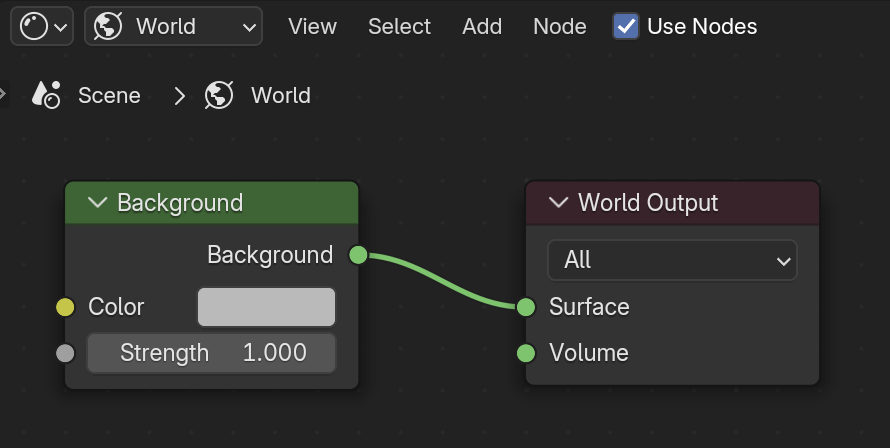 World View Select Add Node Use Nodes
Scene World
Background
Background
Color
Strength 1.000
World Output
All
Surface
Volume